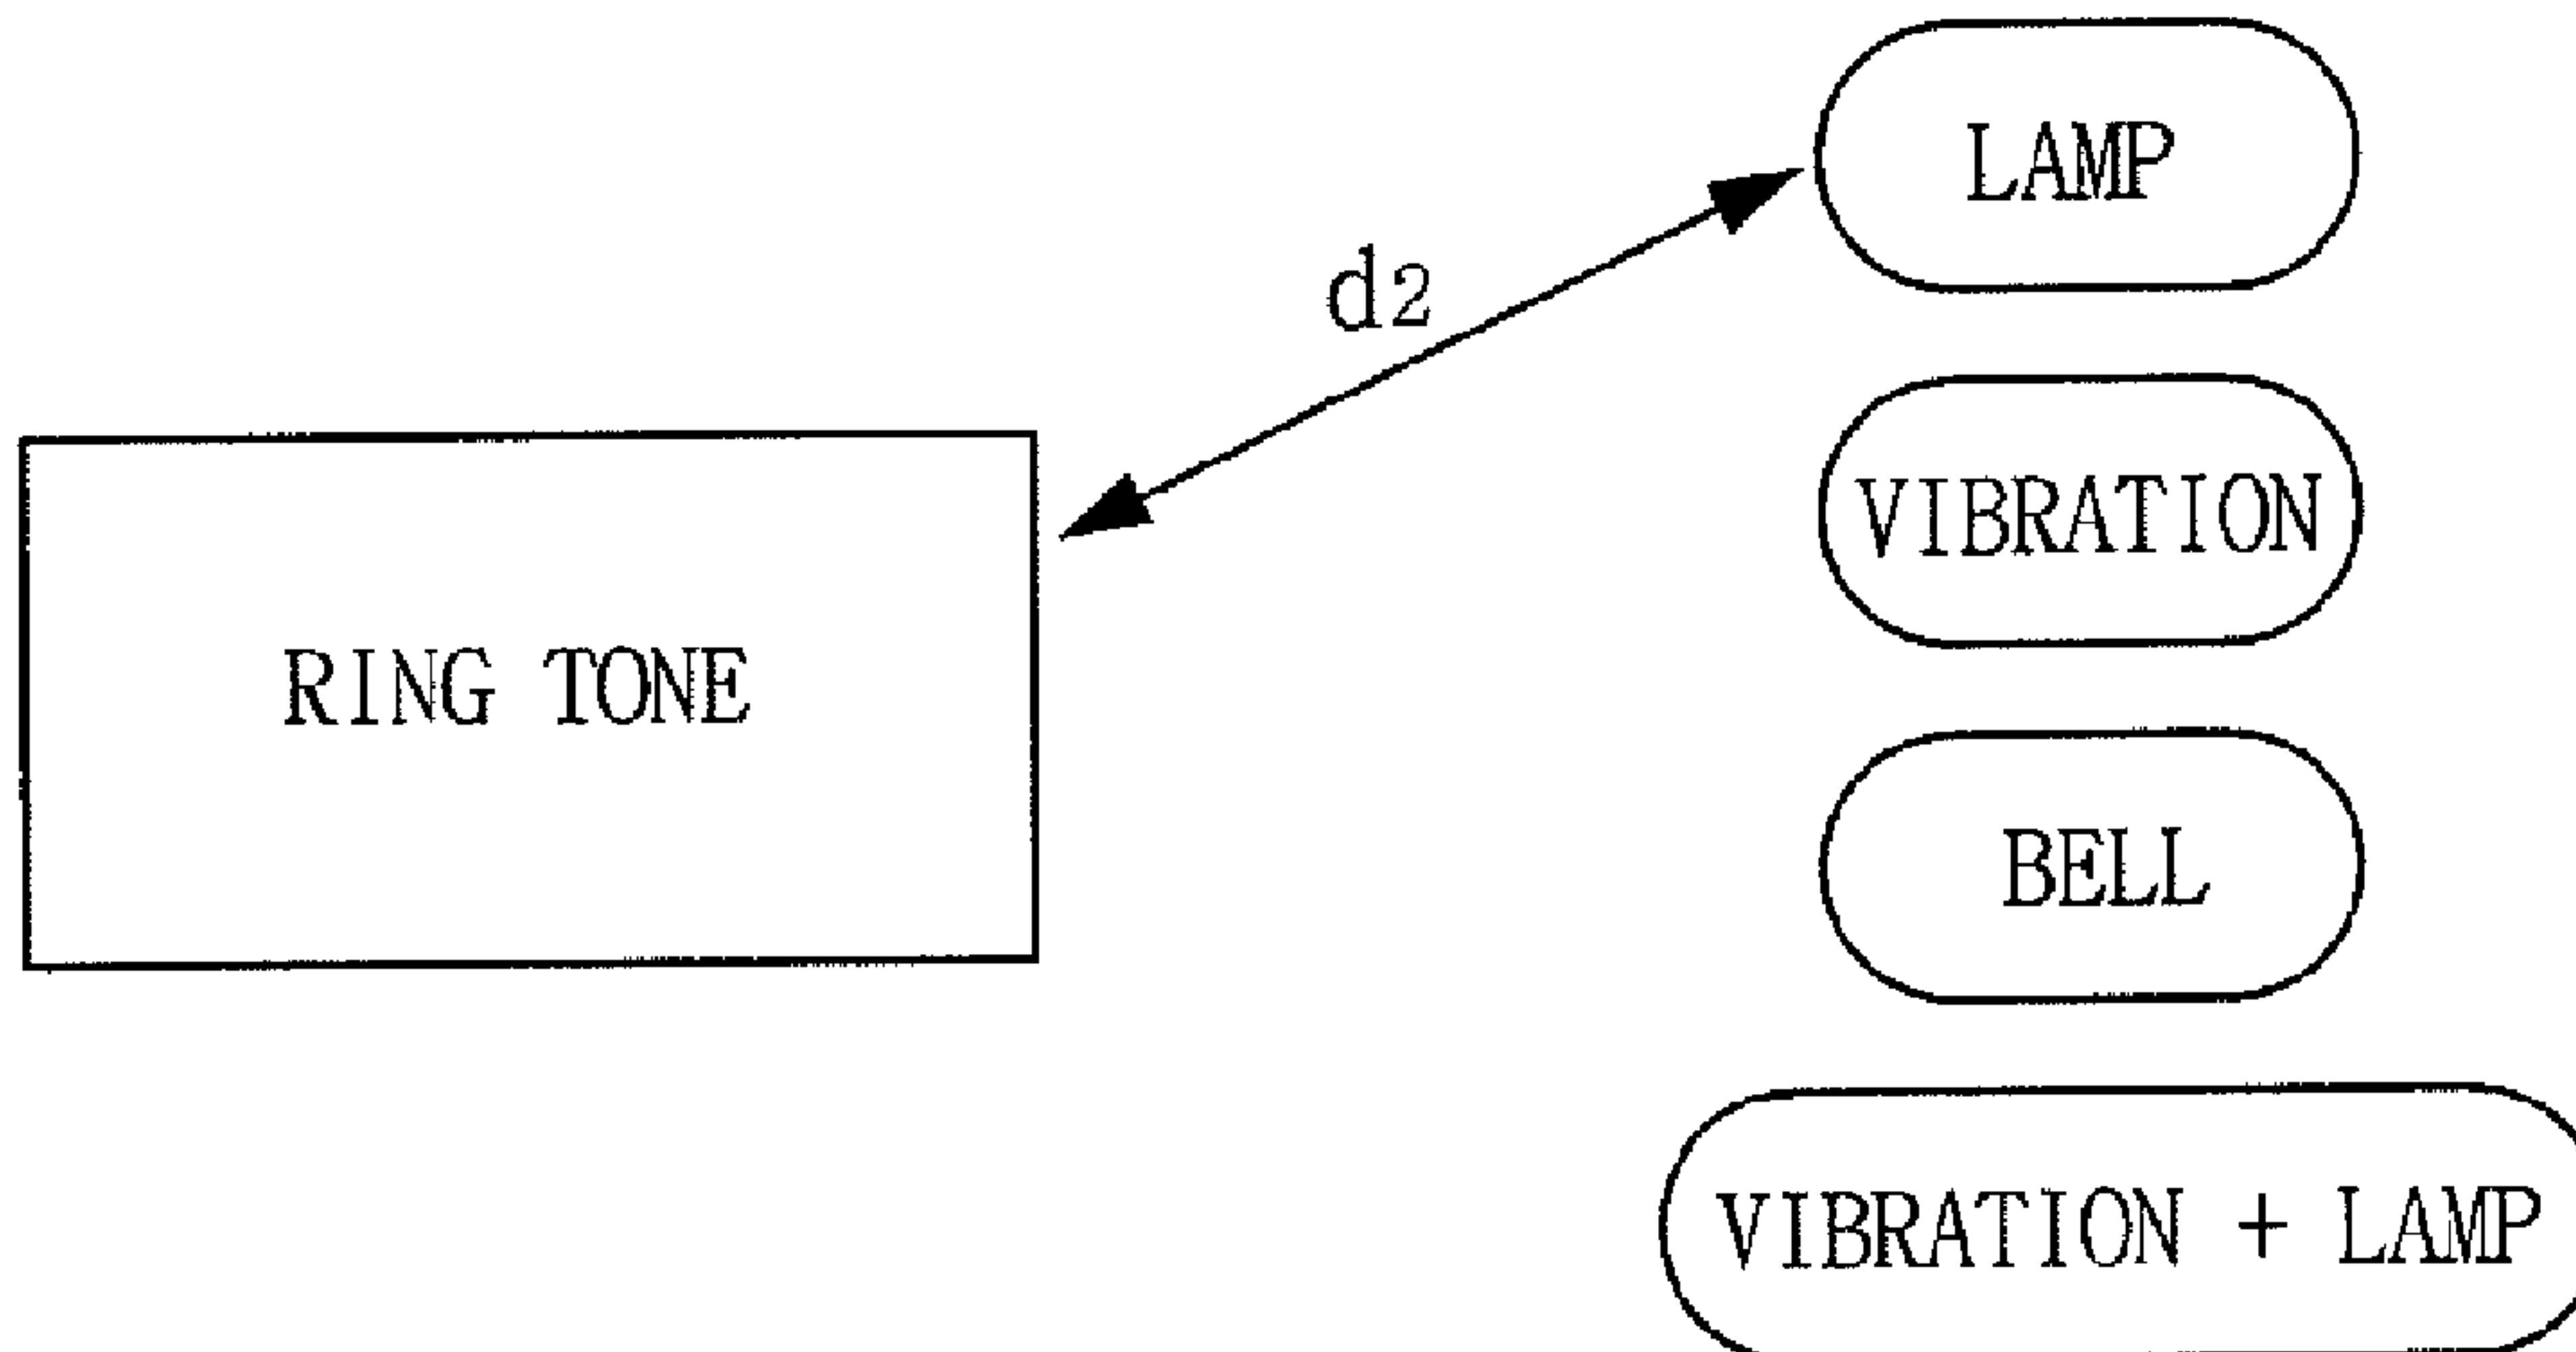 LAMP
d2
VIBRATION
RING TONE
BELL
VIBRATION + LAMP